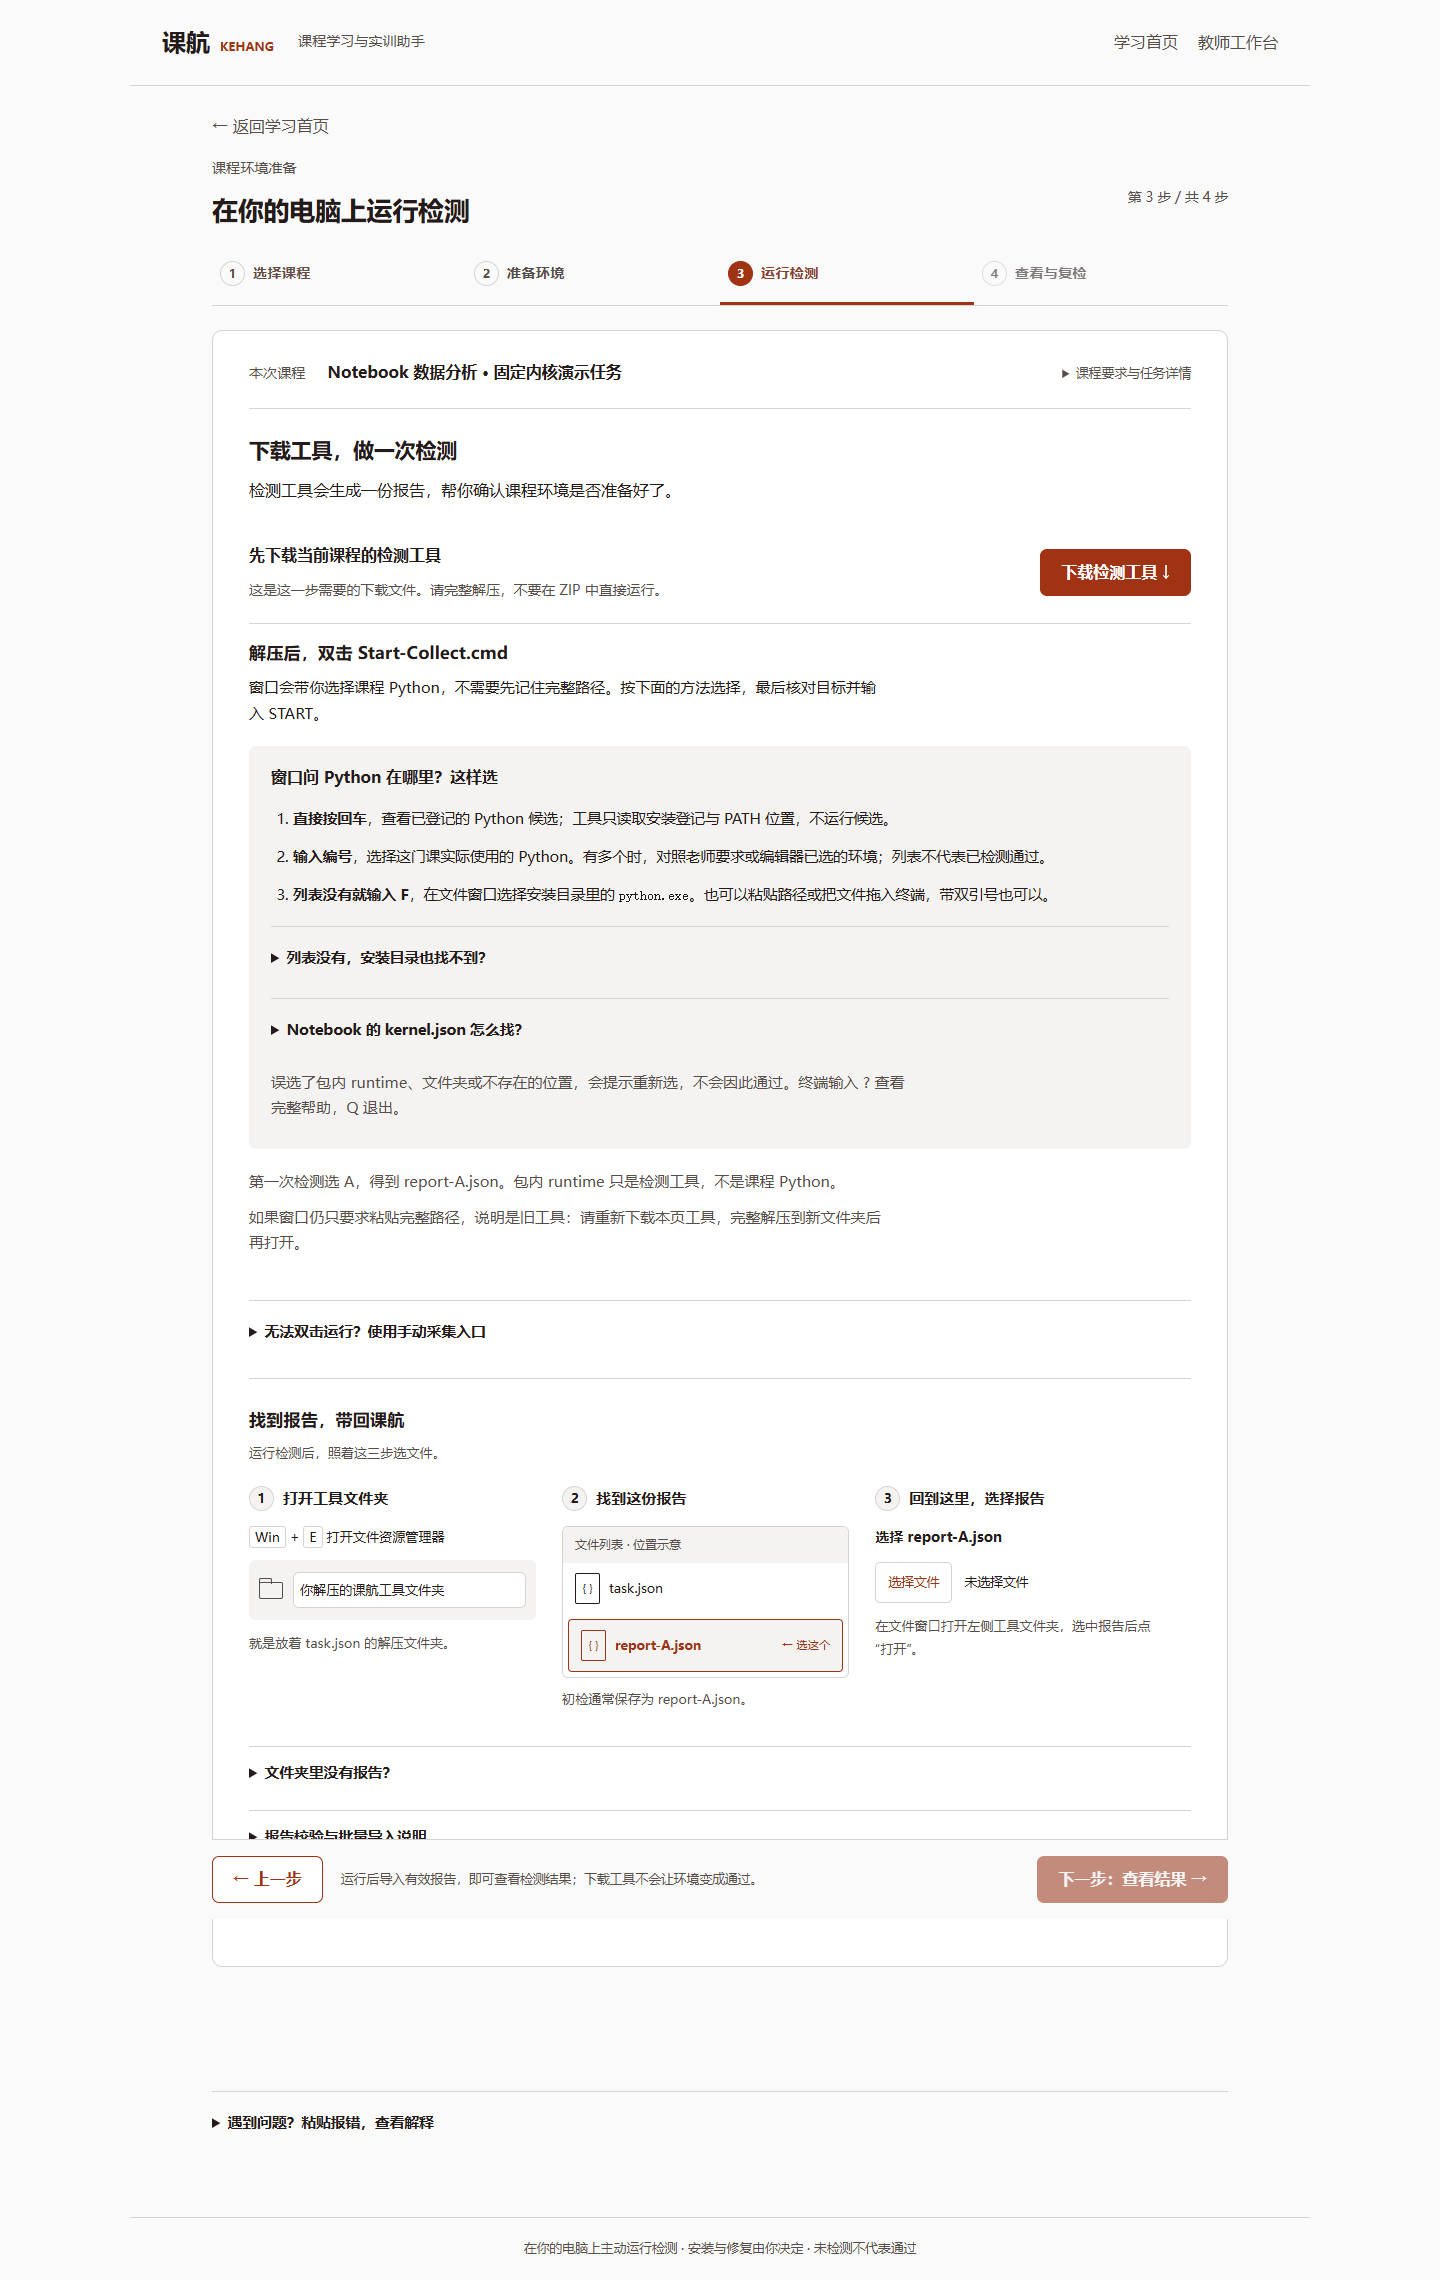 课航 KEHANG 课程学习与实训助手 学习首页 教师工作台
← 返回学习首页
课程环境准备
在你的电脑上运行检测
第 3 步 / 共 4 步
1 选择课程 2 准备环境 3 运行检测 4 查看与复检
本次课程 Notebook 数据分析 • 固定内核演示任务 ▶ 课程要求与任务详情
下载工具，做一次检测
检测工具会生成一份报告，帮你确认课程环境是否准备好了。
先下载当前课程的检测工具
这是这一步需要的下载文件。请完整解压，不要在 ZIP 中直接运行。
下载检测工具 ↓
解压后，双击 Start-Collect.cmd
窗口会带你选择课程 Python，不需要先记住完整路径。按下面的方法选择，最后核对目标并输
入 START。
窗口问 Python 在哪里？这样选
1. 直接按回车，查看已登记的 Python 候选；工具只读取安装登记与 PATH 位置，不运行候选。
2. 输入编号，选择这门课实际使用的 Python。有多个时，对照老师要求或编辑器已选的环境；列表不代表已检测通过。
3. 列表没有就输入 F，在文件窗口选择安装目录里的 python.exe。也可以粘贴路径或把文件拖入终端，带双引号也可以。
▶ 列表没有，安装目录也找不到？
▶ Notebook 的 kernel.json 怎么找？
误选了包内 runtime、文件夹或不存在的位置，会提示重新选，不会因此通过。终端输入 ? 查看
完整帮助，Q 退出。
第一次检测选 A，得到 report-A.json。包内 runtime 只是检测工具，不是课程 Python。
如果窗口仍只要求粘贴完整路径，说明是旧工具：请重新下载本页工具，完整解压到新文件夹后
再打开。
▶ 无法双击运行？使用手动采集入口
找到报告，带回课航
运行检测后，照着这三步选文件。
1 打开工具文件夹
Win + E 打开文件资源管理器
你解压的课航工具文件夹
就是放着 task.json 的解压文件夹。
2 找到这份报告
文件列表 · 位置示意
{ } task.json
{ } report-A.json ← 选这个
初检通常保存为 report-A.json。
3 回到这里，选择报告
选择 report-A.json
选择文件 未选择文件
在文件窗口打开左侧工具文件夹，选中报告后点
“打开”。
▶ 文件夹里没有报告？
▶ 报告校验与批量导入说明
← 上一步 运行后导入有效报告，即可查看检测结果；下载工具不会让环境变成通过。 下一步：查看结果 →
▶ 遇到问题？粘贴报错，查看解释
在你的电脑上主动运行检测 · 安装与修复由你决定 · 未检测不代表通过